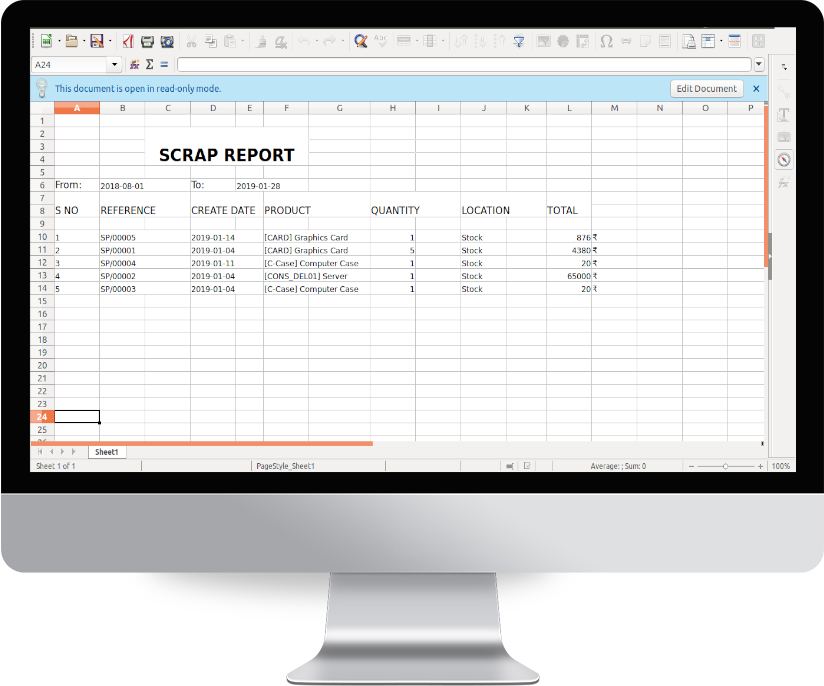 A24
Σ =
This document is open in read-only mode. Edit Document ×
A B C D E F G H I J K L M N O P
1
2
3 SCRAP REPORT
4
5
6 From: 2018-08-01 To: 2019-01-28
7
8 S NO REFERENCE CREATE DATE PRODUCT QUANTITY LOCATION TOTAL
9
10 1 SP/00005 2019-01-14 [CARD] Graphics Card 1 Stock 876 ₹
11 2 SP/00001 2019-01-04 [CARD] Graphics Card 5 Stock 4380 ₹
12 3 SP/00004 2019-01-11 [C-Case] Computer Case 1 Stock 20 ₹
13 4 SP/00002 2019-01-04 [CONS_DEL01] Server 1 Stock 65000 ₹
14 5 SP/00003 2019-01-04 [C-Case] Computer Case 1 Stock 20 ₹
15
16
17
18
19
20
21
22
23
24
25
Sheet1
Sheet 1 of 1 PageStyle_Sheet1 Average: ; Sum: 0 100%